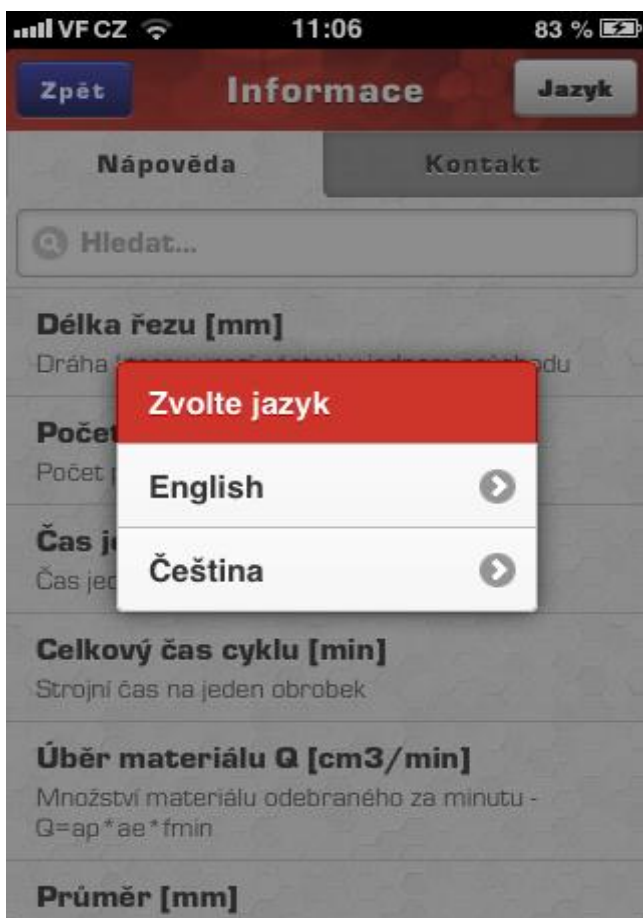 VF CZ 11:06 83 %
Zpět Informace Jazyk
Nápověda Kontakt
Hledat...
Délka řezu [mm]
Dráha
Zvolte jazyk
Počet
Počet
English
Čas
Čas
Čeština
Celkový čas cyklu [min]
Strojní čas na jeden obrobek
Úběr materiálu Q [cm3/min]
Množství materiálu odebraného za minutu -
Q=ap*ae*fmin
Průměr [mm]